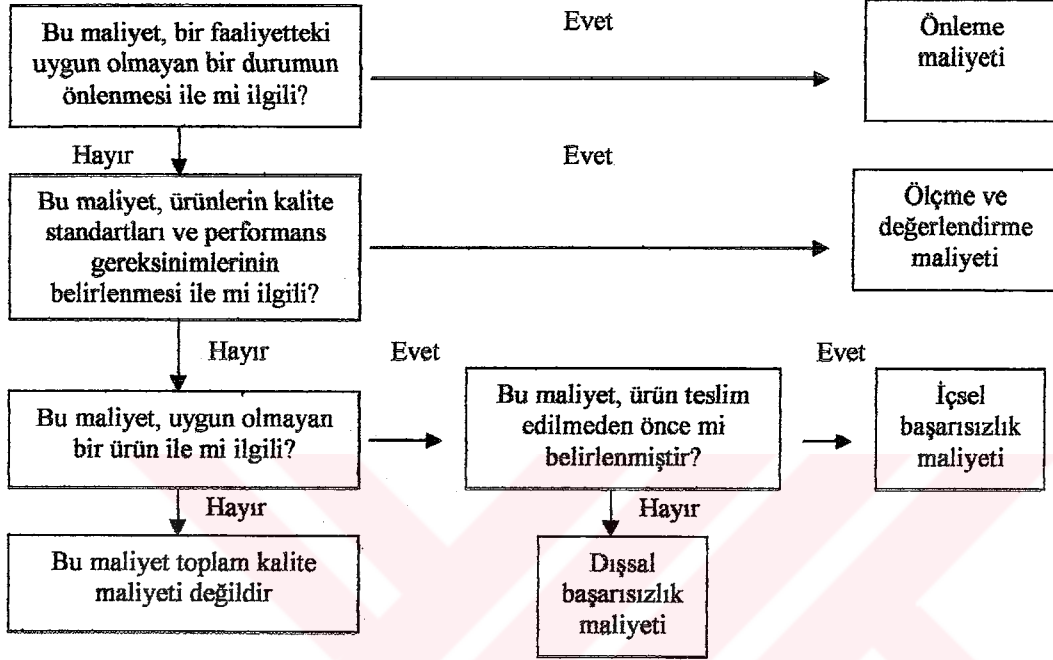 Bu maliyet, bir faaliyetteki
uygun olmayan bir durumun
önlenmesi ile mi ilgili?
Evet
Önleme
maliyeti
Hayır
Evet
Bu maliyet, ürünlerin kalite
standartları ve performans
gereksinimlerinin
belirlenmesi ile mi ilgili?
Ölçme ve
değerlendirme
maliyeti
Hayır
Evet
Evet
Bu maliyet, uygun olmayan
bir ürün ile mi ilgili?
Bu maliyet, ürün teslim
edilmeden önce mi
belirlenmiştir?
İçsel
başarısızlık
maliyeti
Hayır
Hayır
Bu maliyet toplam kalite
maliyeti değildir
Dışsal
başarısızlık
maliyeti